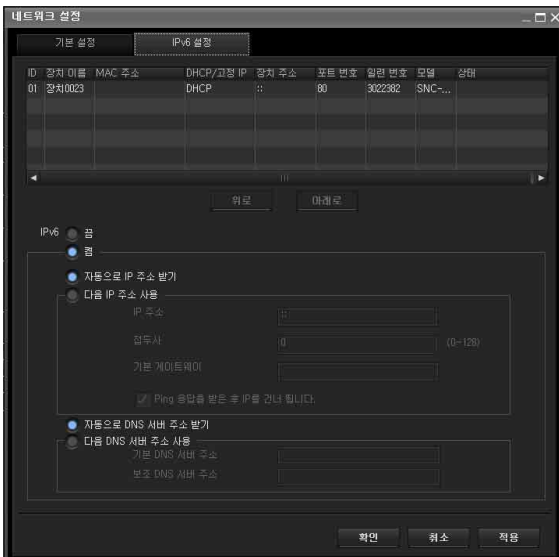 네트워크 설정
기본 설정 IPv6 설정
ID 장치 이름 MAC 주소 DHCP/고정 IP 장치 주소 포트 번호 일련 번호 모델 상태
01 장치0023 DHCP :: 80 3022382 SNC-...
위로 아래로
IPv6 끔
켬
자동으로 IP 주소 받기
다음 IP 주소 사용
IP 주소 ::
접두사 0 (0~128)
기본 게이트웨이
Ping 응답을 받은 후 IP를 건너 뜁니다.
자동으로 DNS 서버 주소 받기
다음 DNS 서버 주소 사용
기본 DNS 서버 주소
보조 DNS 서버 주소
확인 취소 적용